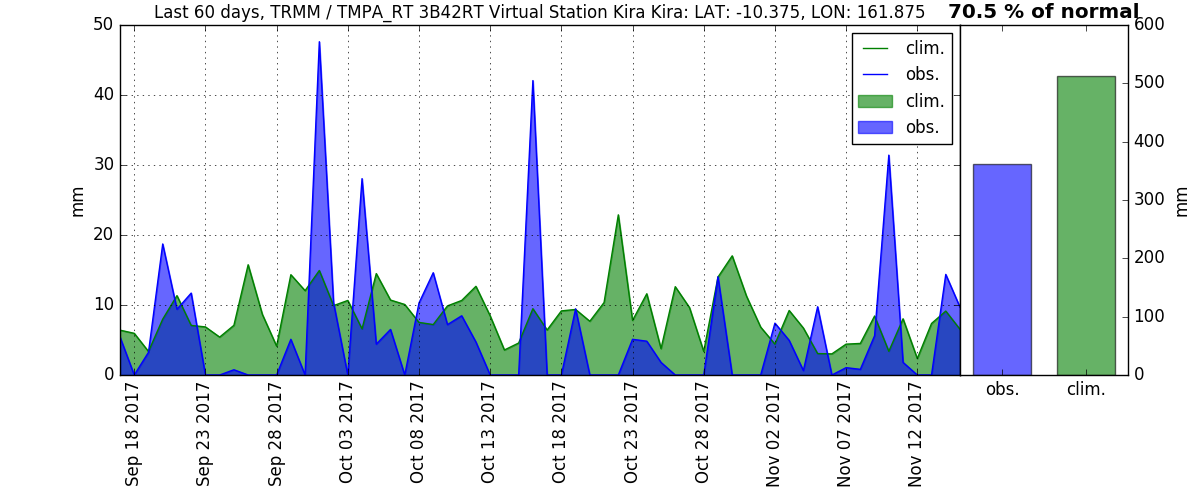 Last 60 days, TRMM / TMPA_RT 3B42RT Virtual Station Kira Kira: LAT: -10.375, LON: 161.875
70.5 % of normal
50
40
30
20
10
0
mm
clim.
obs.
clim.
obs.
Sep 18 2017
Sep 23 2017
Sep 28 2017
Oct 03 2017
Oct 08 2017
Oct 13 2017
Oct 18 2017
Oct 23 2017
Oct 28 2017
Nov 02 2017
Nov 07 2017
Nov 12 2017
600
500
400
300
200
100
0
mm
obs.
clim.